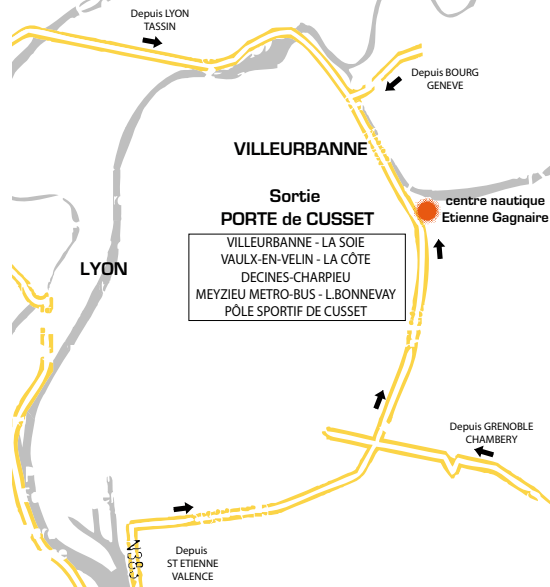 Depuis LYON
TASSIN
Depuis BOURG
GENEVE
VILLEURBANNE
centre nautique
Etienne Gagnaire
Sortie
PORTE de CUSSET
VILLEURBANNE - LA SOIE
VAULX-EN-VELIN - LA CÔTE
DECINES-CHARPIEU
MEYZIEU METRO-BUS - L.BONNEVAY
PÔLE SPORTIF DE CUSSET
LYON
Depuis GRENOBLE
CHAMBERY
N383
Depuis
ST ETIENNE
VALENCE